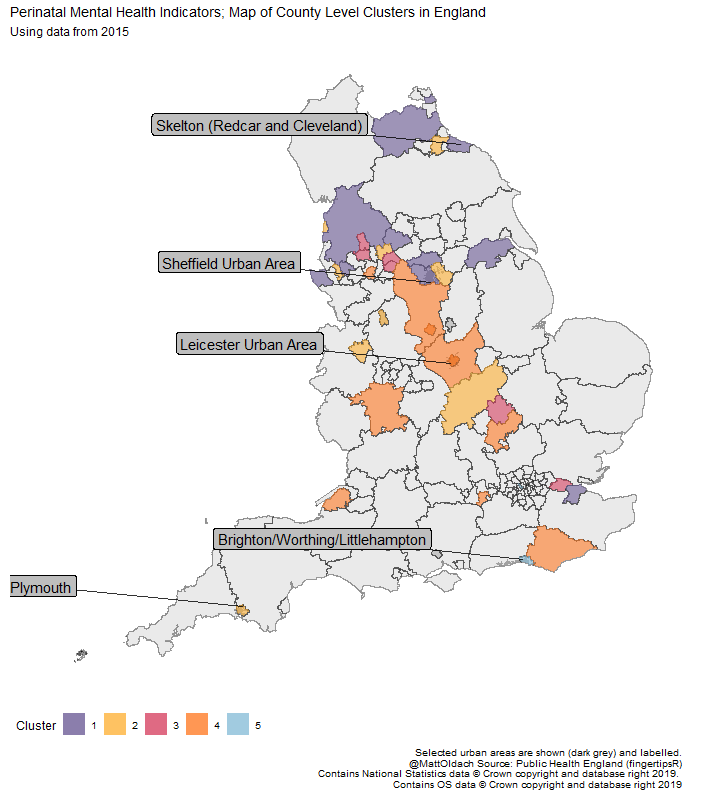 Perinatal Mental Health Indicators; Map of County Level Clusters in England
Using data from 2015
Skelton (Redcar and Cleveland)
Sheffield Urban Area
Leicester Urban Area
Brighton/Worthing/Littlehampton
Plymouth
Cluster 1 2 3 4 5
Selected urban areas are shown (dark grey) and labelled.
@MattOldach Source: Public Health England (fingertipsR)
Contains National Statistics data © Crown copyright and database right 2019.
Contains OS data © Crown copyright and database right 2019